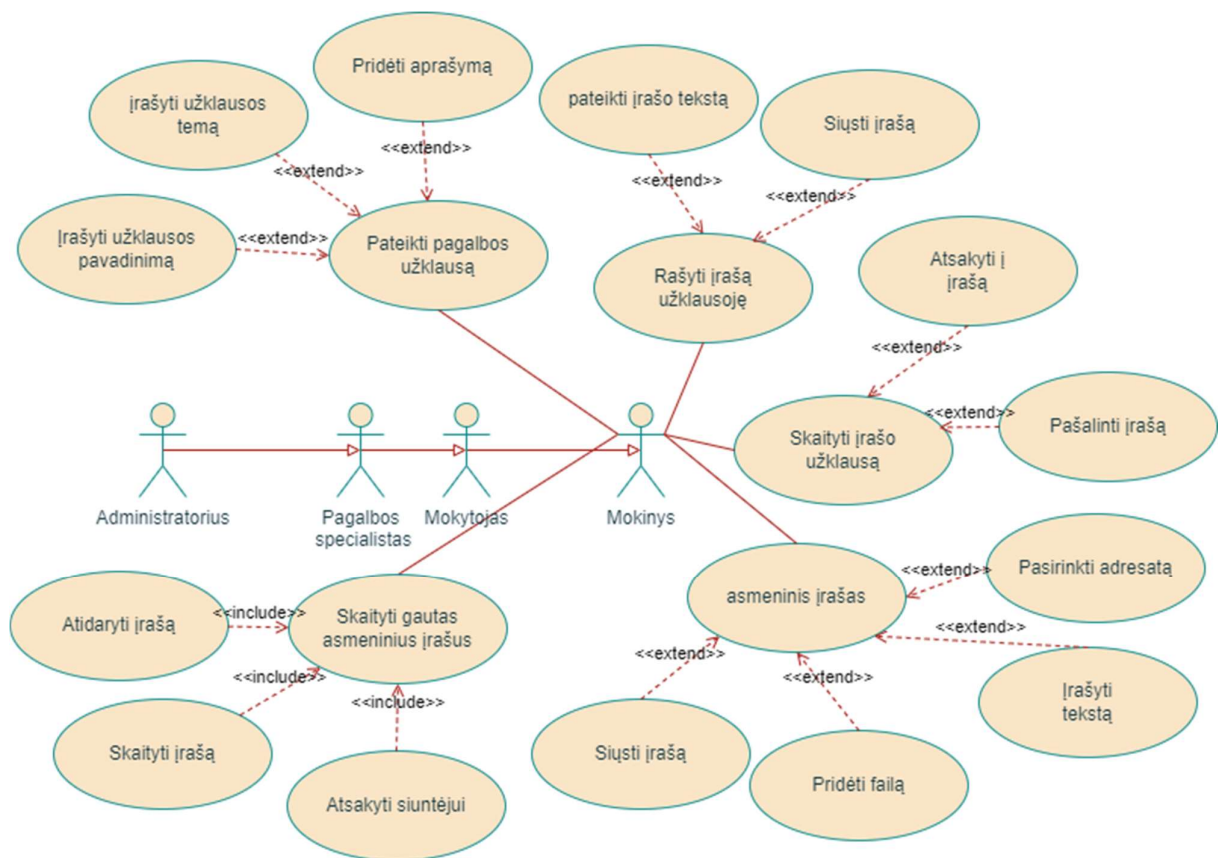 Pridėti aprašymą
pateikti įrašo tekstą
įrašyti užklausos
temą
Siųsti įrašą
<<extend>>
<<extend>>
<<extend>>
<<extend>>
<<extend>>
Įrašyti užklausos
pavadinimą
<<extend>>
Pateikti pagalbos
užklausą
Rašyti įrašą
užklausoję
Atsakyti į
įrašą
<<extend>>
Skaityti įrašo
užklausą
<<extend>>
Pašalinti įrašą
Administratorius
Pagalbos
specialistas
Mokytojas
Mokinys
Atidaryti įrašą
<<include>>
Skaityti gautas
asmeninius įrašus
asmeninis įrašas
<<extend>>
Pasirinkti adresatą
<<extend>>
<<extend>>
<<extend>>
<<include>>
<<include>>
Įrašyti
tekstą
Skaityti įrašą
Siųsti įrašą
Pridėti failą
Atsakyti siuntėjui